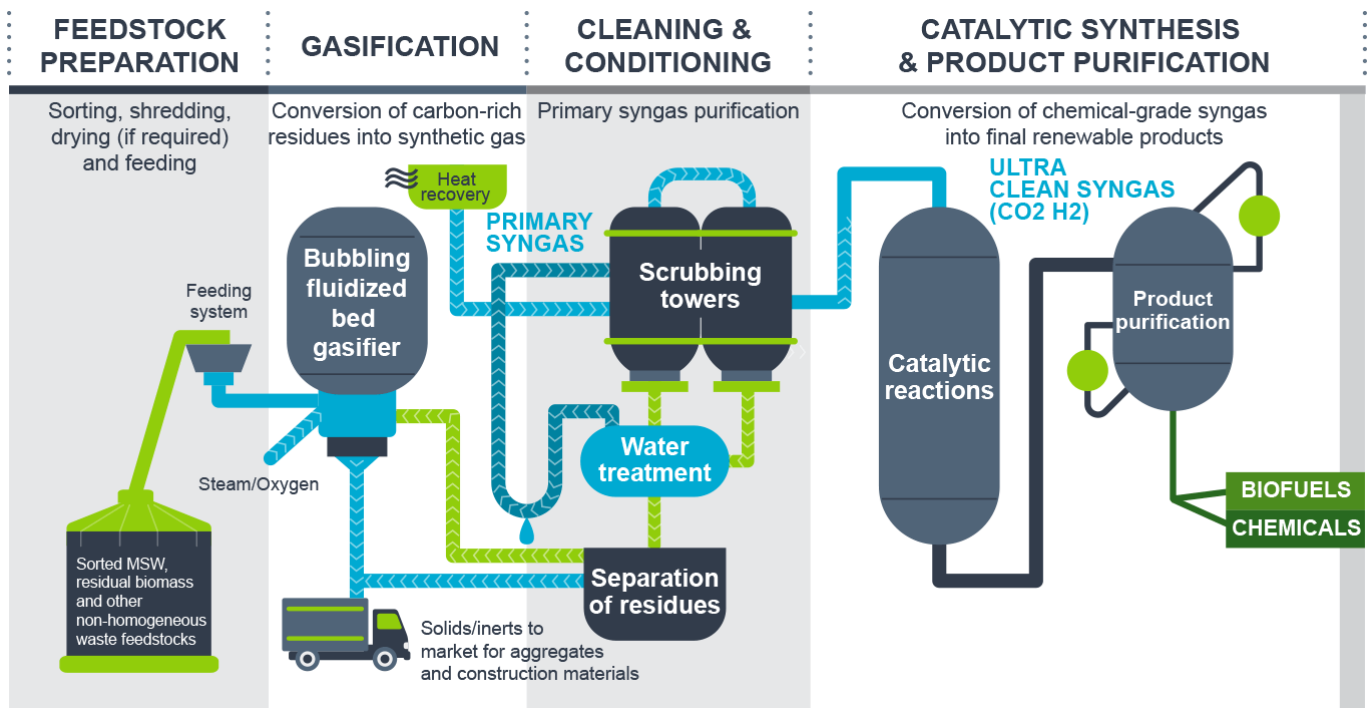 FEEDSTOCK
PREPARATION
GASIFICATION
CLEANING &
CONDITIONING
CATALYTIC SYNTHESIS
& PRODUCT PURIFICATION
Sorting, shredding,
drying (if required)
and feeding
Conversion of carbon-rich
residues into synthetic gas
Primary syngas purification
Conversion of chemical-grade syngas
into final renewable products
Heat
recovery
PRIMARY
SYNGAS
ULTRA
CLEAN SYNGAS
(CO2 H2)
Bubbling
fluidized
bed
gasifier
Scrubbing
towers
Feeding
system
Product
purification
Catalytic
reactions
Water
treatment
Steam/Oxygen
BIOFUELS
CHEMICALS
Sorted MSW,
residual biomass
and other
non-homogeneous
waste feedstocks
Separation
of residues
Solids/inerts to
market for aggregates
and construction materials